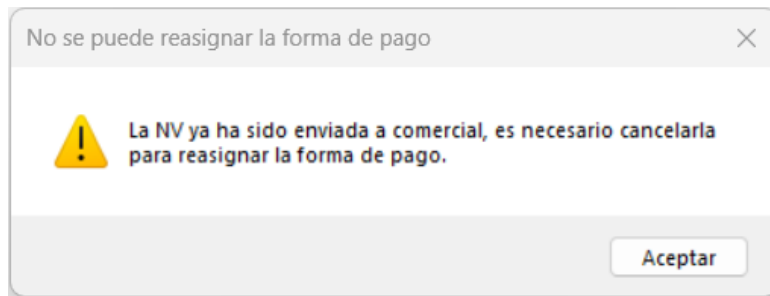 No se puede reasignar la forma de pago
La NV ya ha sido enviada a comercial, es necesario cancelarla
para reasignar la forma de pago.
Aceptar